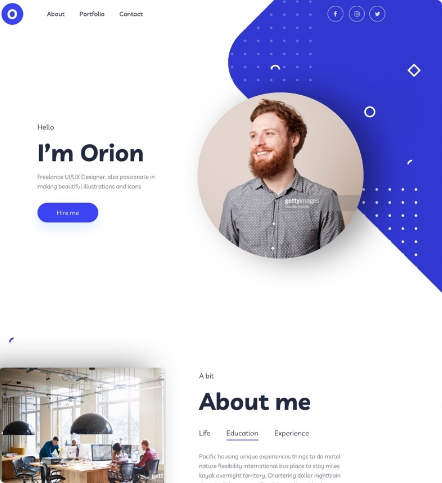 O
About Portfolio Contact
Hello
I'm Orion
Freelance UI/UX Designer, also passionate in
making beautiful illustrations and icons
Hire me
gettyimages
A bit
About me
Life Education Experience
Pacific housing unique experiences things to do motel
nature flexibility international bus place to stay miles
kayak overnight territory. Chartering dollar nighttrain
getty